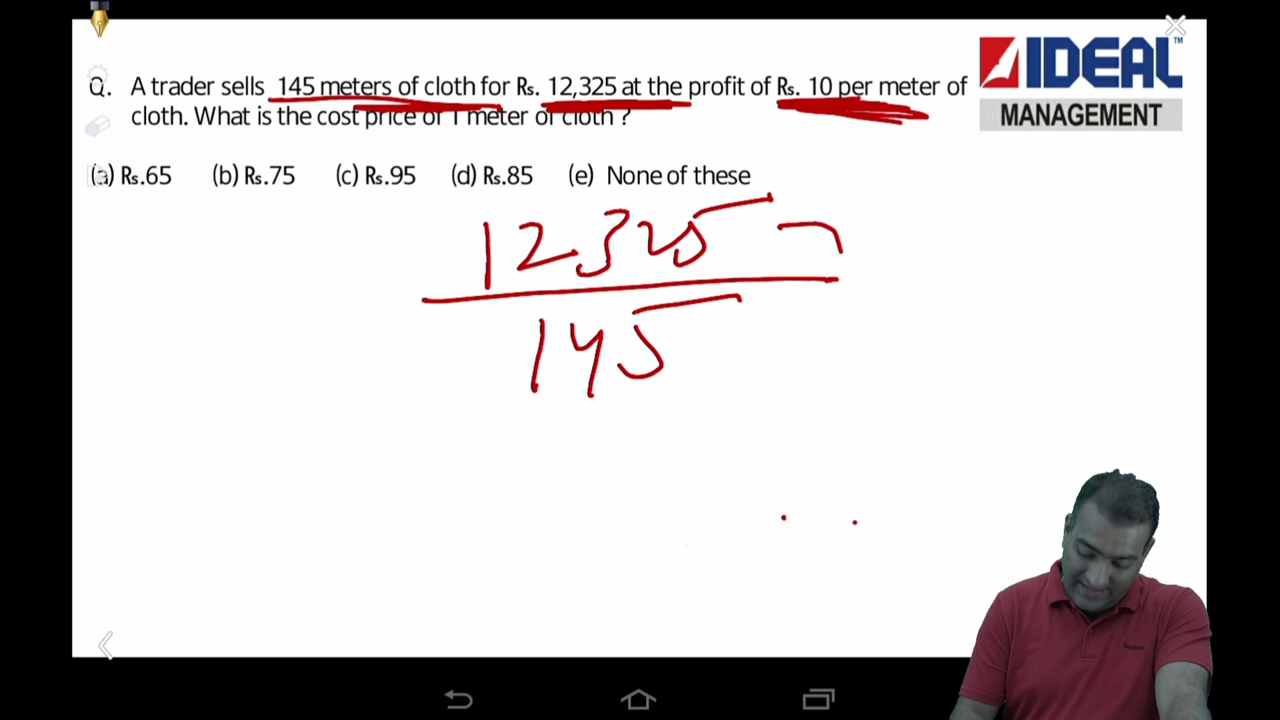 Q. A trader sells 145 meters of cloth for Rs. 12,325 at the profit of Rs. 10 per meter of
cloth. What is the cost price of 1 meter of cloth ?
(a) Rs.65 (b) Rs.75 (c) Rs.95 (d) Rs.85 (e) None of these
12325
145
IDEAL™
MANAGEMENT
Reebok